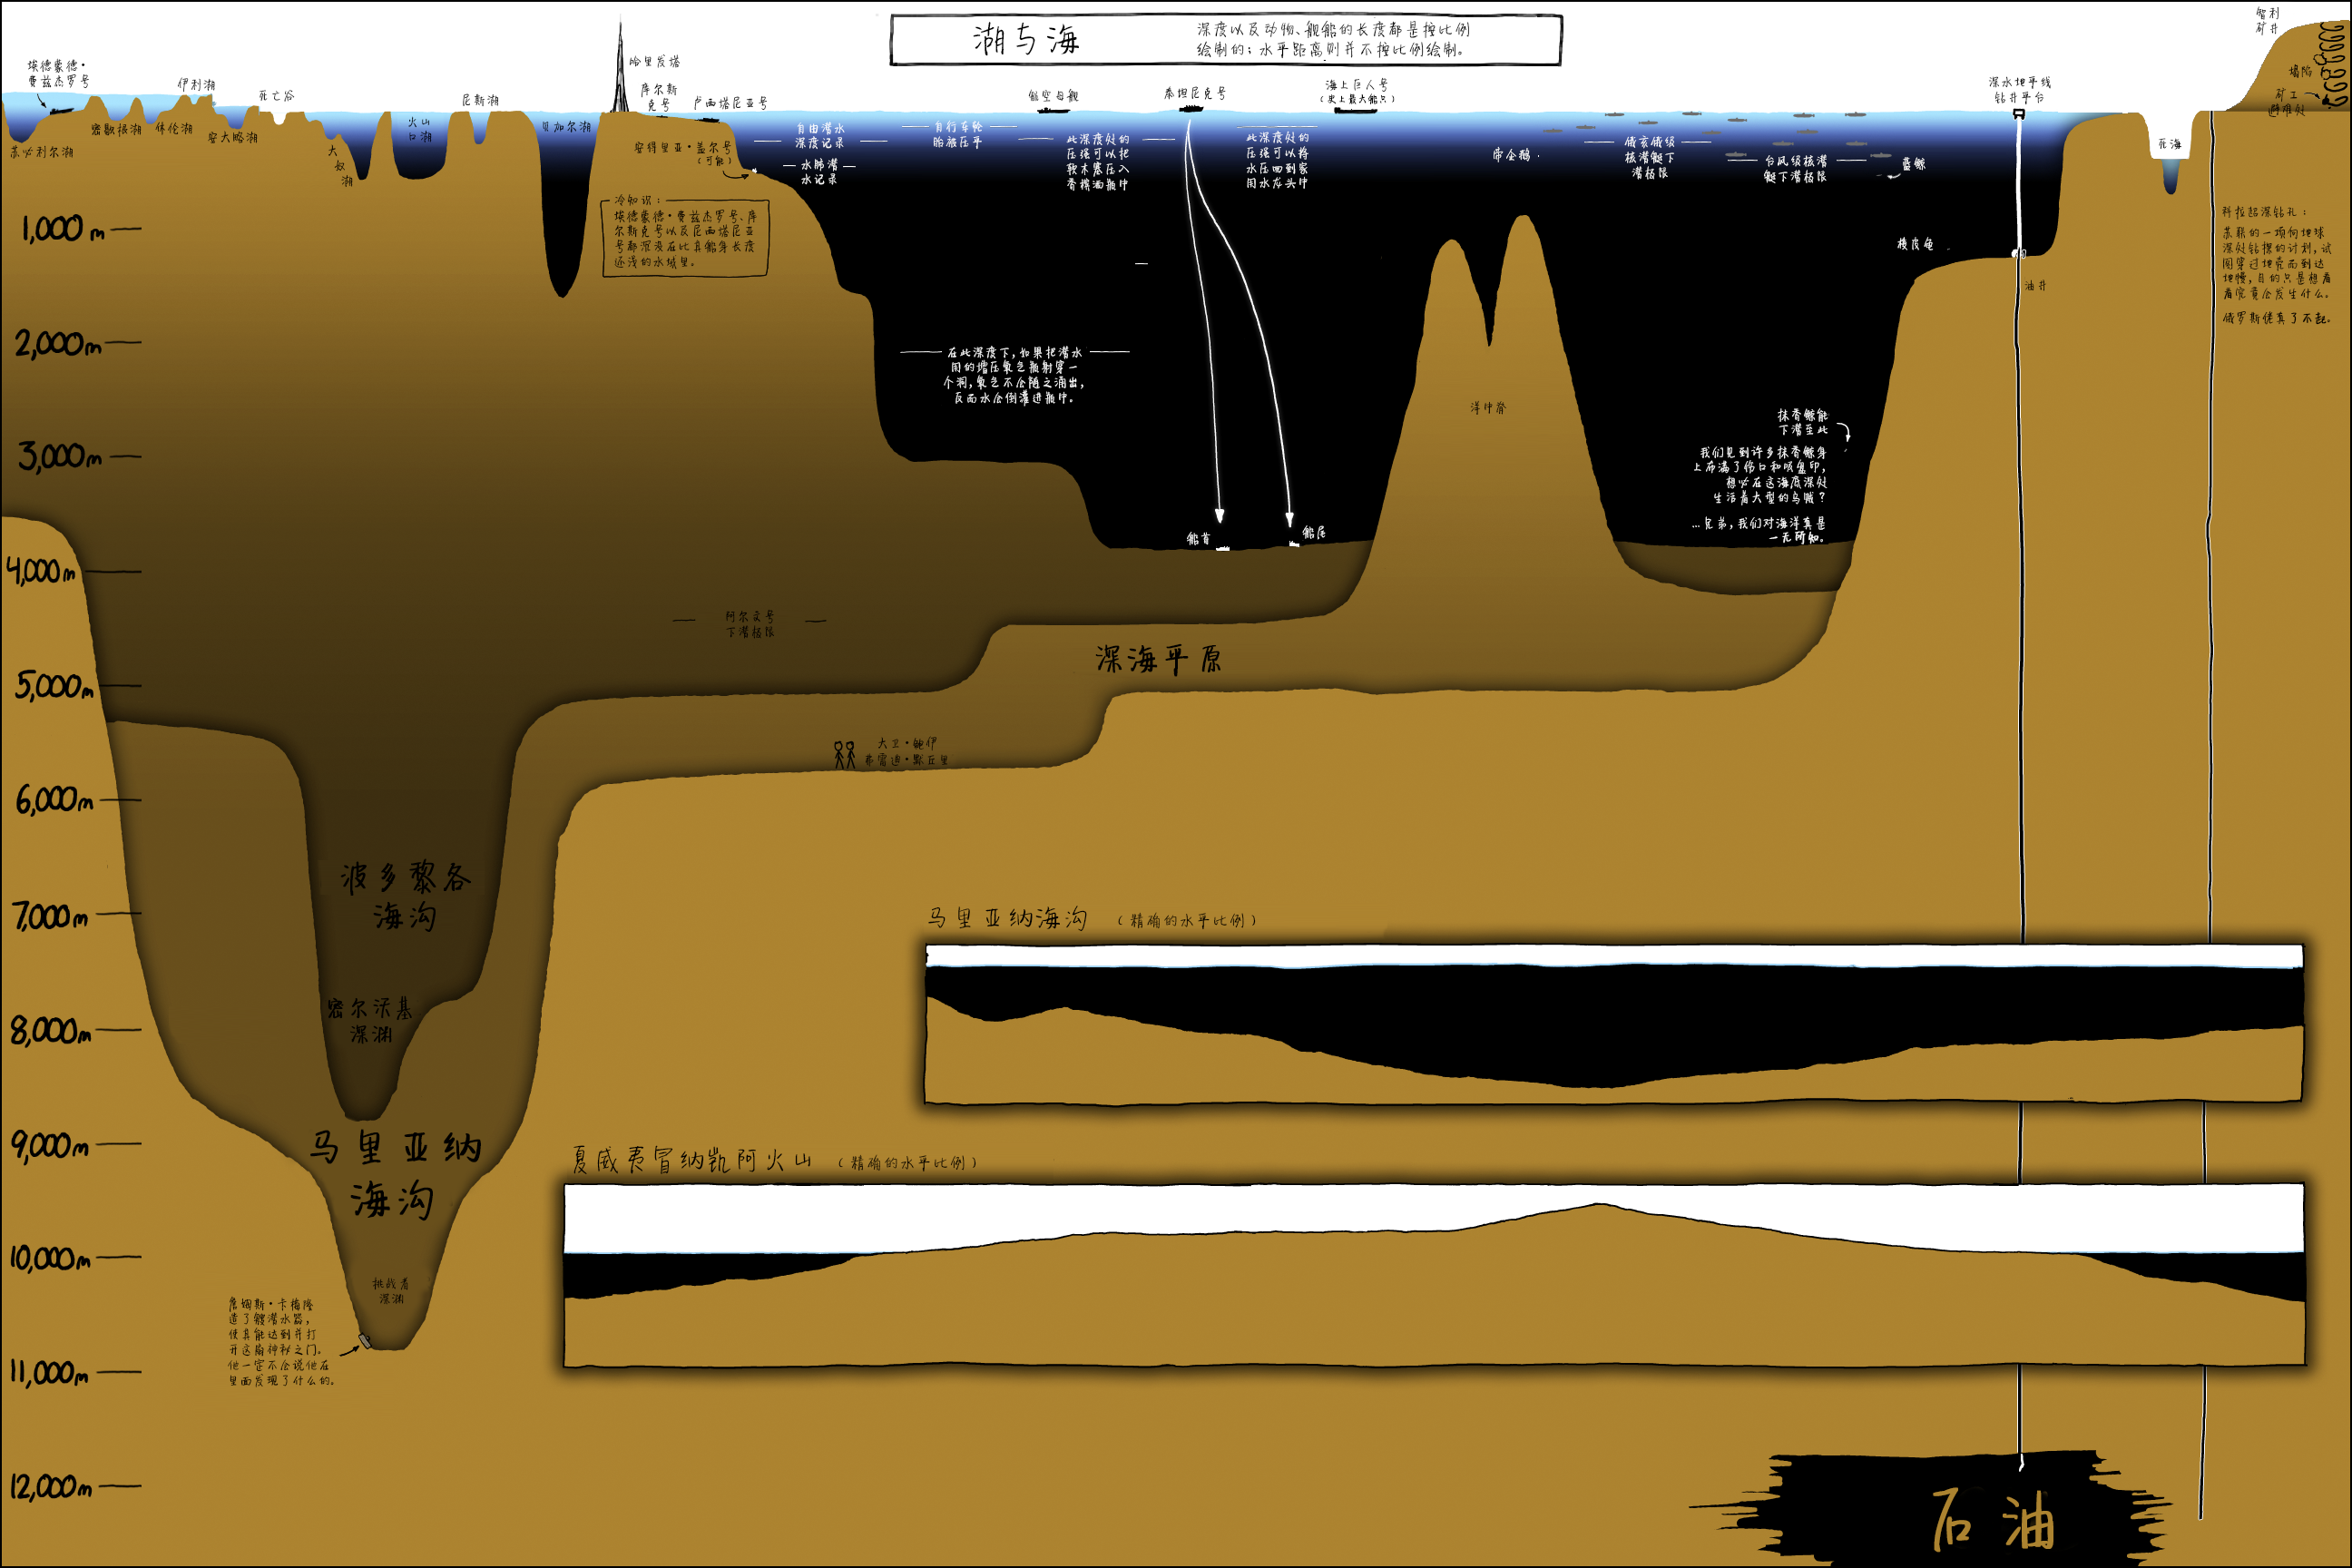 湖与海
深度以及动物、舰船的长度都是按比例
绘制的；水平距离则并不按比例绘制。
埃德蒙德·
费兹杰罗号
苏必利尔湖
密歇根湖
休伦湖
伊利湖
安大略湖
死亡谷
大奴
湖
火山
口湖
尼斯湖
贝加尔湖
哈里发塔
库尔斯
克号
卢西塔尼亚号
安得里亚·盖尔号
（可能）
冷知识：
埃德蒙德·费兹杰罗号、库
尔斯克号以及尼西塔尼亚
号都沉没在比其船身长度
还浅的水域里。
自由潜水
深度记录
水肺潜
水记录
自行车轮
胎被压平
航空母舰
此深度处的
压强可以把
软木塞压入
香槟酒瓶中
泰坦尼克号
此深度处的
压强可以将
水压回到家
用水龙头中
海上巨人号
（史上最大船只）
帝企鹅
俄亥俄级
核潜艇下
潜极限
台风级核潜
艇下潜极限
蓝鲸
深水地平线
钻井平台
棱皮龟
油井
死海
智利
矿井
塌陷
矿工
避难处
科拉超深钻孔：
苏联的一项向地球
深处钻探的计划，试
图穿过地壳而到达
地幔，目的只是想看
看究竟会发生什么。
俄罗斯佬真了不起。
在此深度下，如果把潜水
用的增压氧气瓶射穿一
个洞，氧气不会随之涌出，
反而水会倒灌进瓶中。
洋中脊
抹香鲸能
下潜至此
我们见到许多抹香鲸身
上布满了伤口和吸盘印，
想必在这海底深处
生活着大型的乌贼？
...兄弟，我们对海洋真是
一无所知。
船首
船尾
阿尔文号
下潜极限
深海平原
大卫·鲍伊
弗雷迪·默丘里
波多黎各
海沟
密尔沃基
深渊
马里亚纳
海沟
挑战者
深渊
詹姆斯·卡梅隆
造了艘潜水器，
使其能达到并打
开这扇神秘之门。
他一定不会说他在
里面发现了什么的。
马里亚纳海沟（精确的水平比例）
夏威夷冒纳凯阿火山（精确的水平比例）
石油
1,000m
2,000m
3,000m
4,000m
5,000m
6,000m
7,000m
8,000m
9,000m
10,000m
11,000m
12,000m